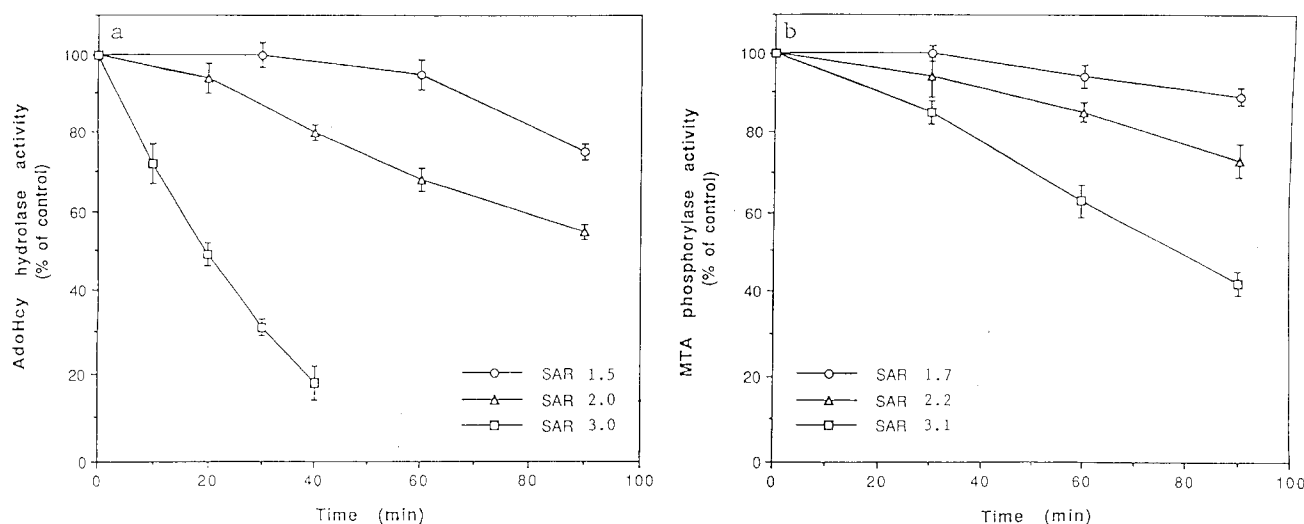 a
AdoHcy hydrolase activity
(% of control)
100
80
60
40
20
0
SAR 1.5
SAR 2.0
SAR 3.0
0 20 40 60 80 100
Time (min)
b
MTA phosphorylase activity
(% of control)
100
80
60
40
20
0
SAR 1.7
SAR 2.2
SAR 3.1
0 20 40 60 80 100
Time (min)